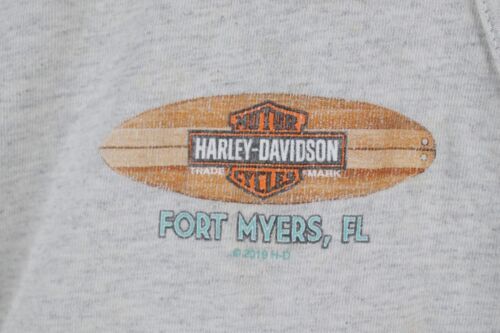 MOTOR
HARLEY-DAVIDSON
TRADE MARK
CYCLES
FORT MYERS, FL
© 2019 H-D